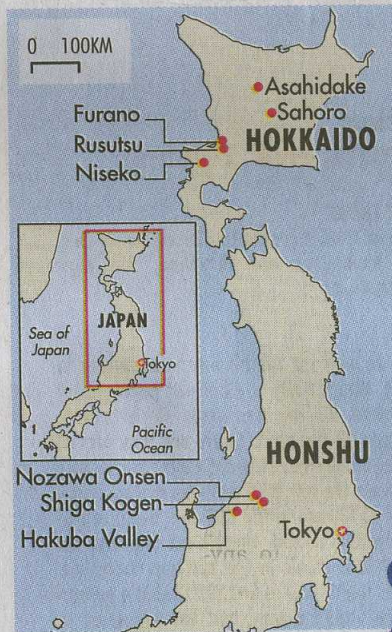 0 100KM
Asahidake
Sahoro
Furano
HOKKAIDO
Rusutsu
Niseko
JAPAN
Sea of
Japan
Tokyo
Pacific
Ocean
HONSHU
Nozawa Onsen
Shiga Kogen
Hakuba Valley
Tokyo